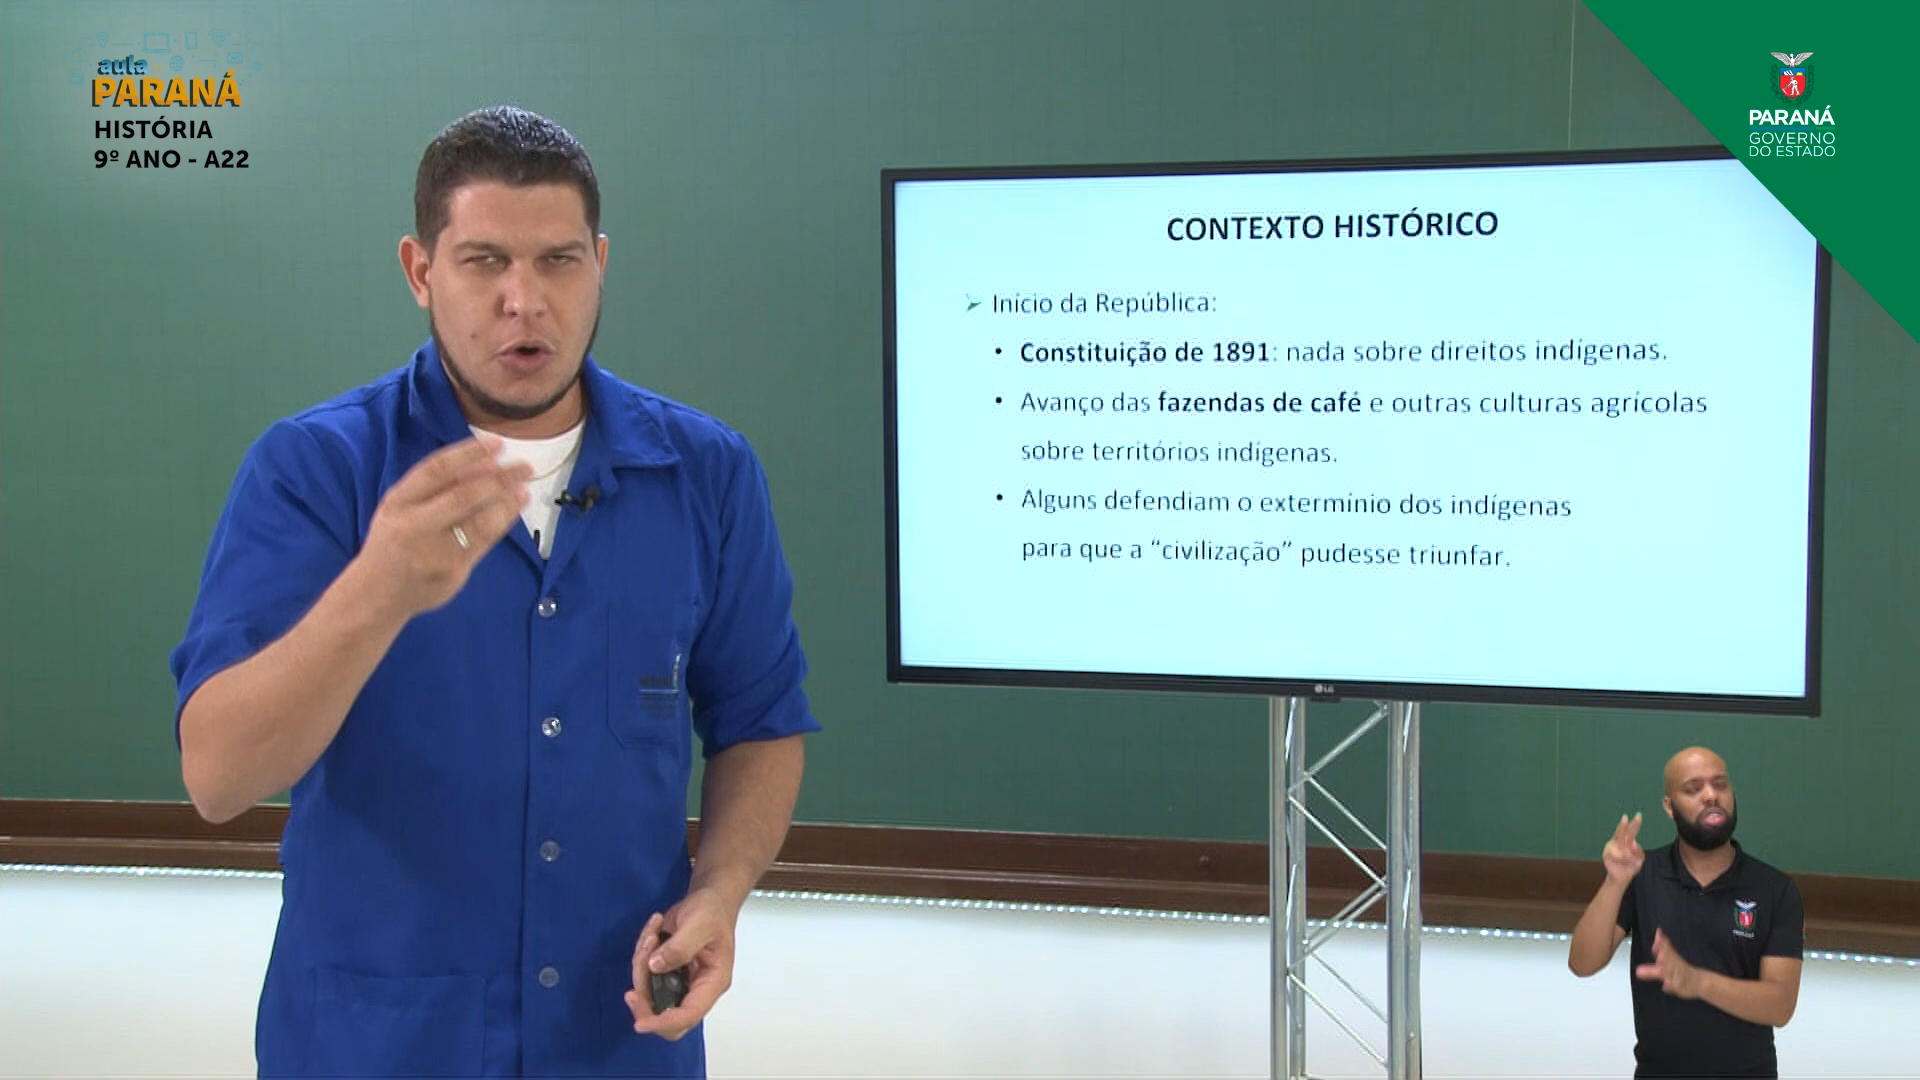 aula
PARANÁ
HISTÓRIA
9º ANO - A22
PARANÁ
GOVERNO
DO ESTADO
CONTEXTO HISTÓRICO
Início da República:
• Constituição de 1891: nada sobre direitos indígenas.
• Avanço das fazendas de café e outras culturas agrícolas
sobre territórios indígenas.
• Alguns defendiam o extermínio dos indígenas
para que a “civilização” pudesse triunfar.
LG